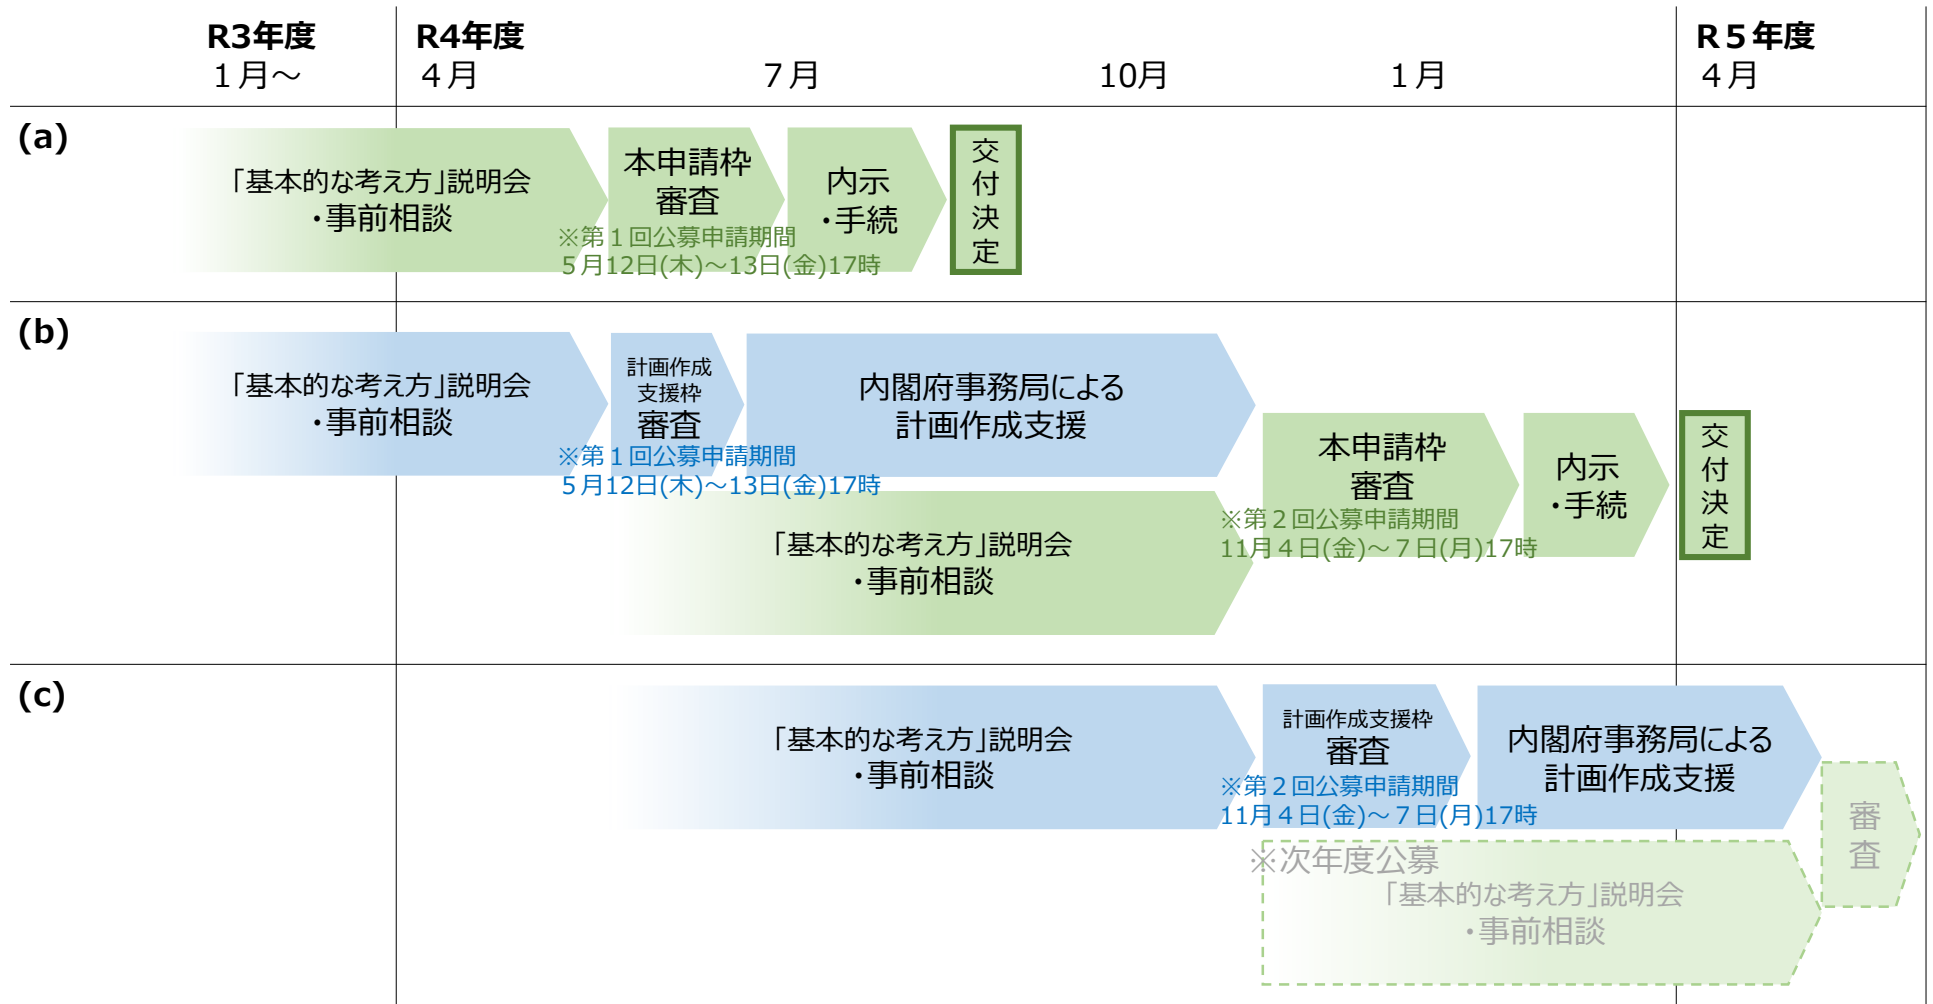 R3年度
１月～
R4年度
４月
７月
10月
１月
R５年度
４月
(a)
「基本的な考え方」説明会
・事前相談
本申請枠
審査
※第１回公募申請期間
５月12日(木)～13日(金)17時
内示
・手続
交付決定
(b)
「基本的な考え方」説明会
・事前相談
計画作成
支援枠
審査
※第１回公募申請期間
５月12日(木)～13日(金)17時
内閣府事務局による
計画作成支援
「基本的な考え方」説明会
・事前相談
本申請枠
審査
※第２回公募申請期間
11月４日(金)～７日(月)17時
内示
・手続
交付決定
(c)
「基本的な考え方」説明会
・事前相談
計画作成支援枠
審査
※第２回公募申請期間
11月４日(金)～７日(月)17時
内閣府事務局による
計画作成支援
※次年度公募
「基本的な考え方」説明会
・事前相談
審査